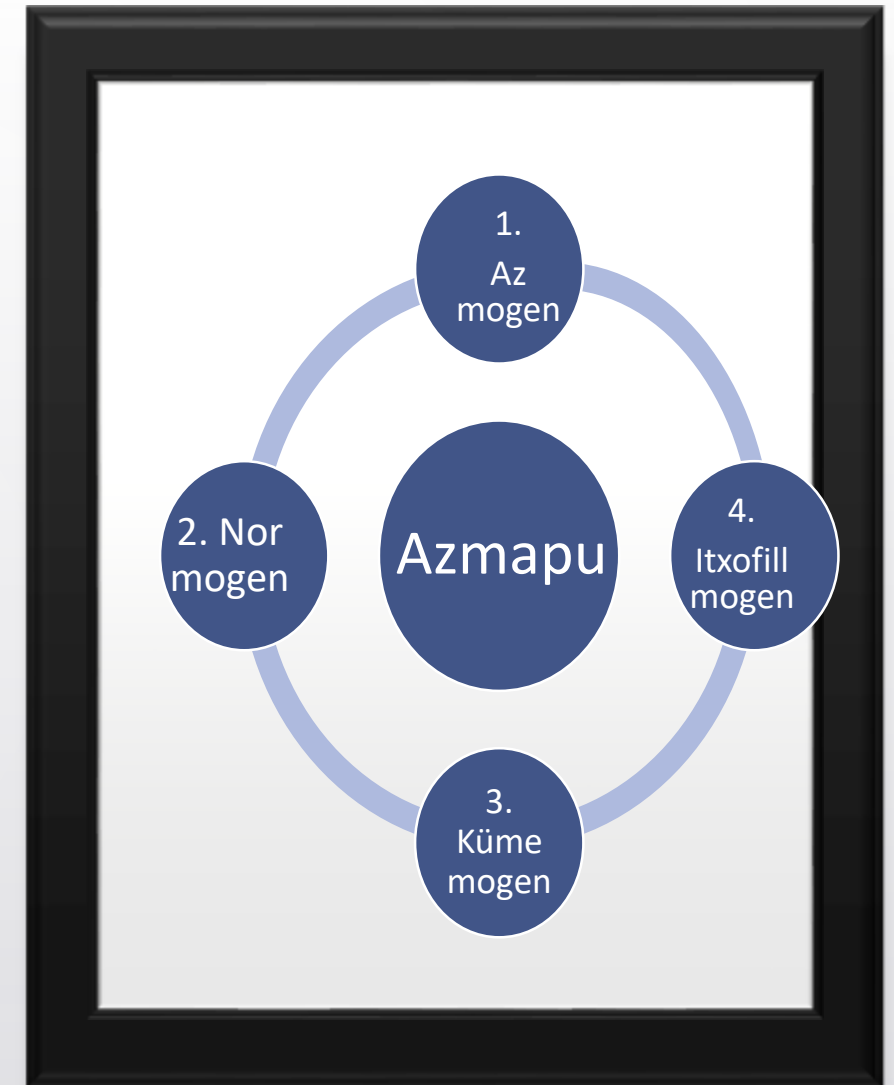 1.
Az
mogen
2. Nor
mogen
Azmapu
4.
Itxofill
mogen
3.
Küme
mogen